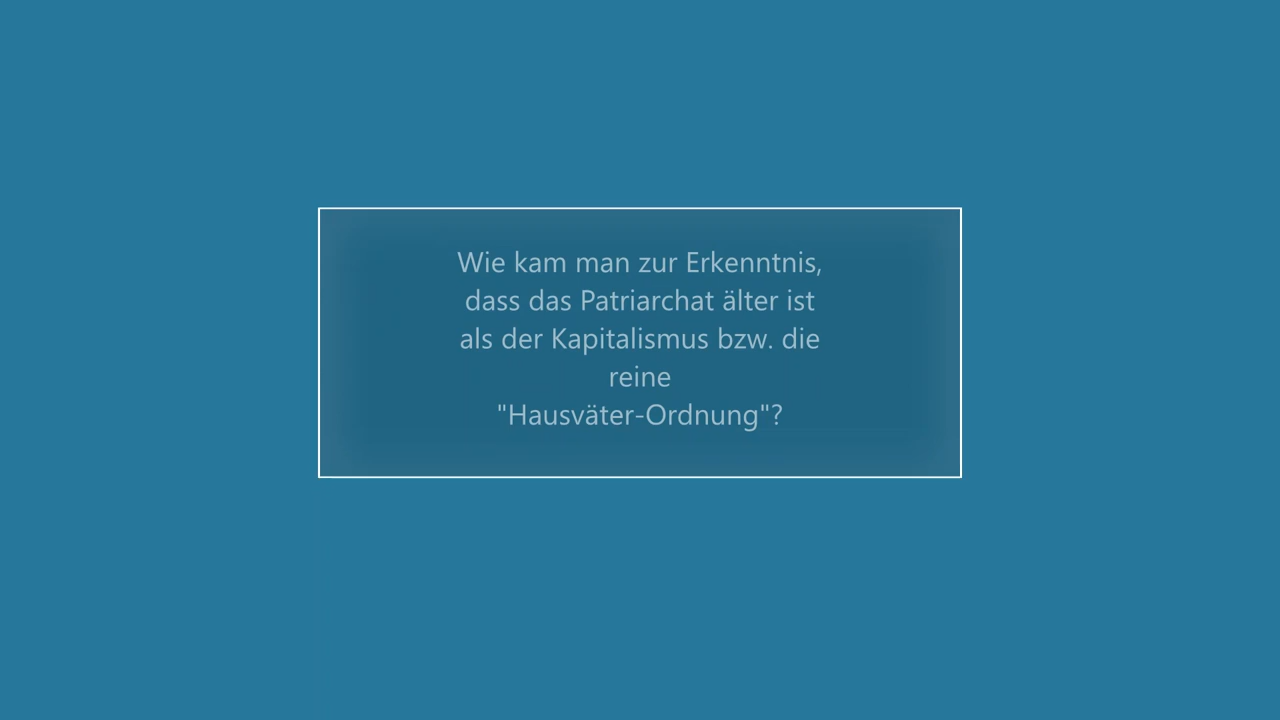 Wie kam man zur Erkenntnis,
dass das Patriarchat älter ist
als der Kapitalismus bzw. die
reine
"Hausväter-Ordnung"?